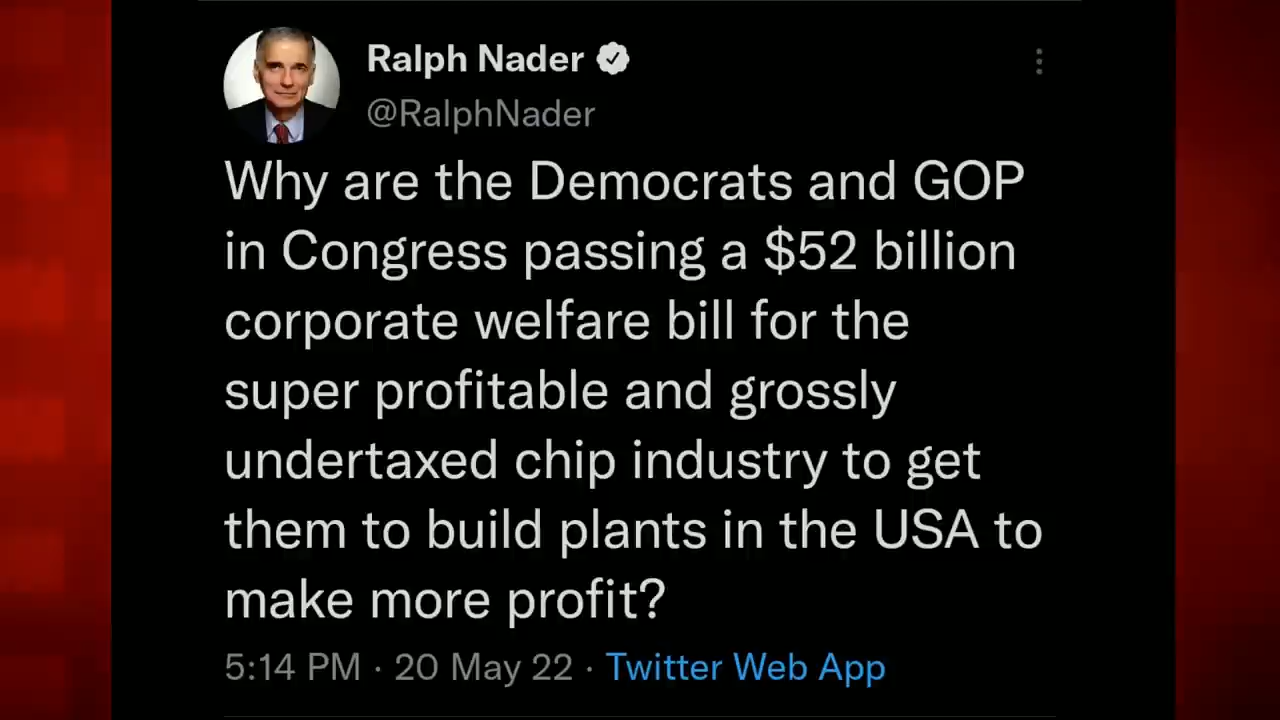 Ralph Nader
@RalphNader
Why are the Democrats and GOP
in Congress passing a $52 billion
corporate welfare bill for the
super profitable and grossly
undertaxed chip industry to get
them to build plants in the USA to
make more profit?
5:14 PM · 20 May 22 · Twitter Web App